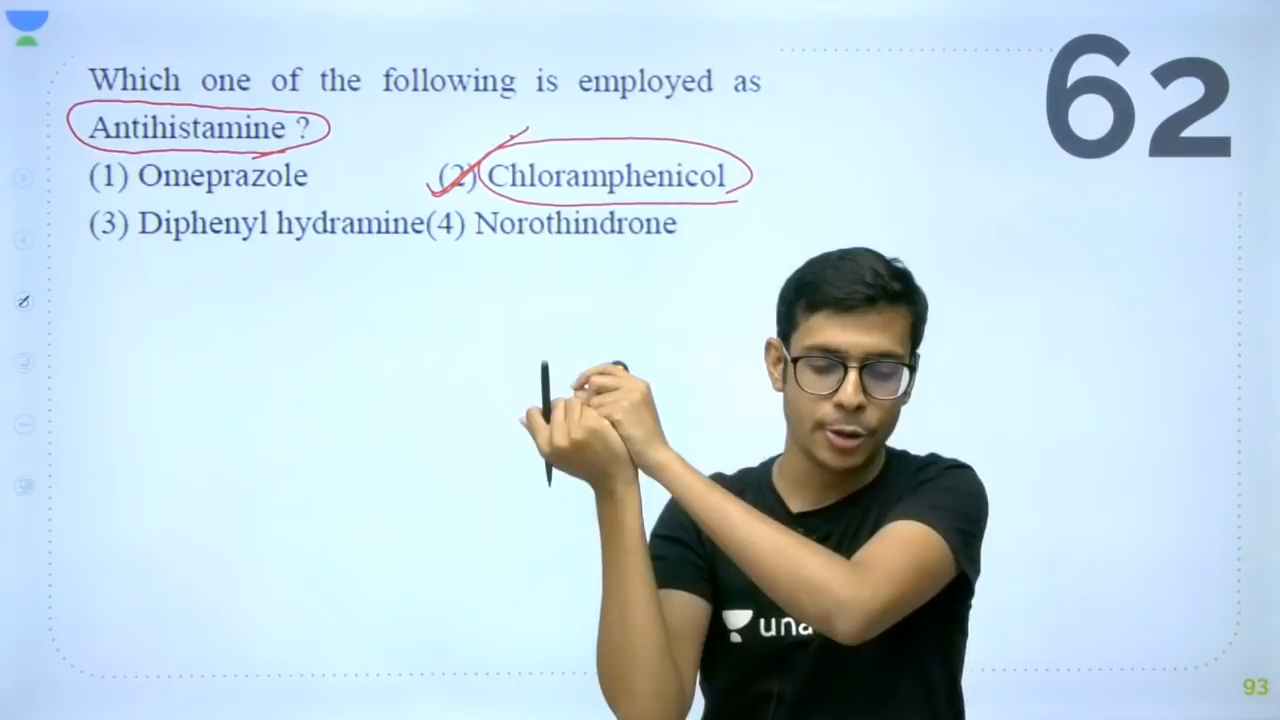 62
Which one of the following is employed as
Antihistamine ?
(1) Omeprazole (2) Chloramphenicol
(3) Diphenyl hydramine(4) Norothindrone
una
93